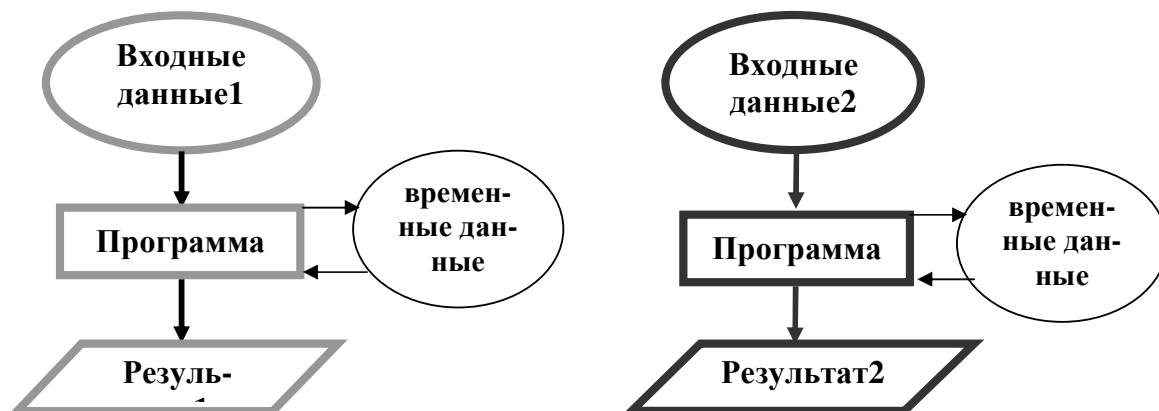 Входные
данные1
Программа
времен-
ные дан-
ные
Резуль-
Входные
данные2
Программа
времен-
ные дан-
ные
Результат2